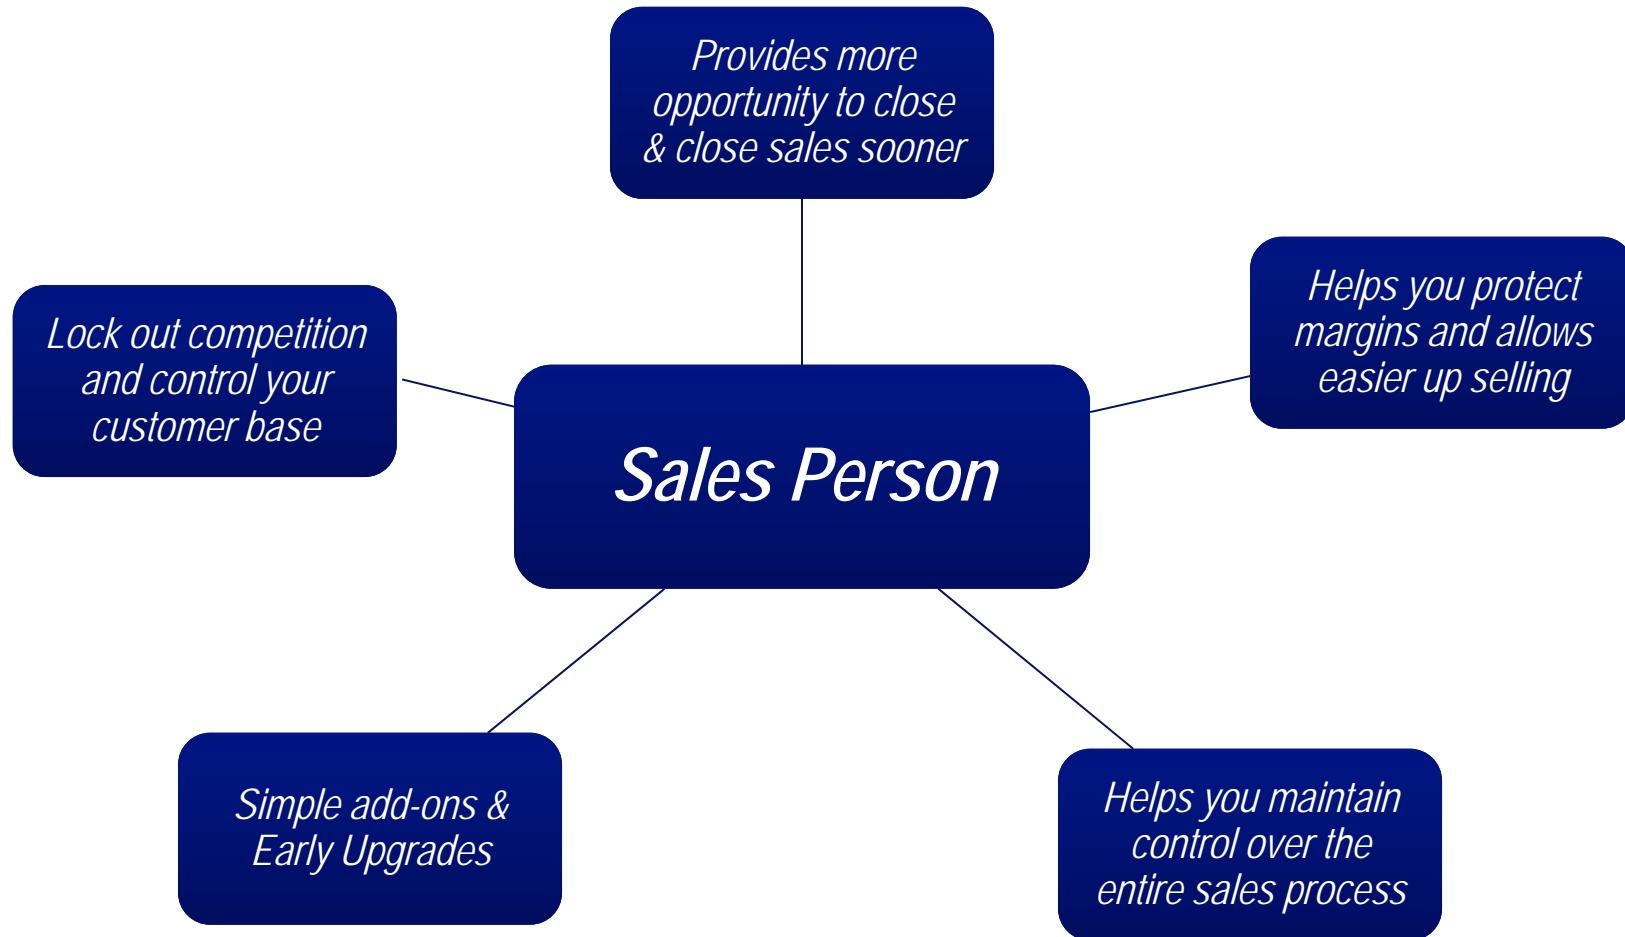 Provides more
opportunity to close
& close sales sooner
Helps you protect
margins and allows
easier up selling
Lock out competition
and control your
customer base
Sales Person
Simple add-ons &
Early Upgrades
Helps you maintain
control over the
entire sales process